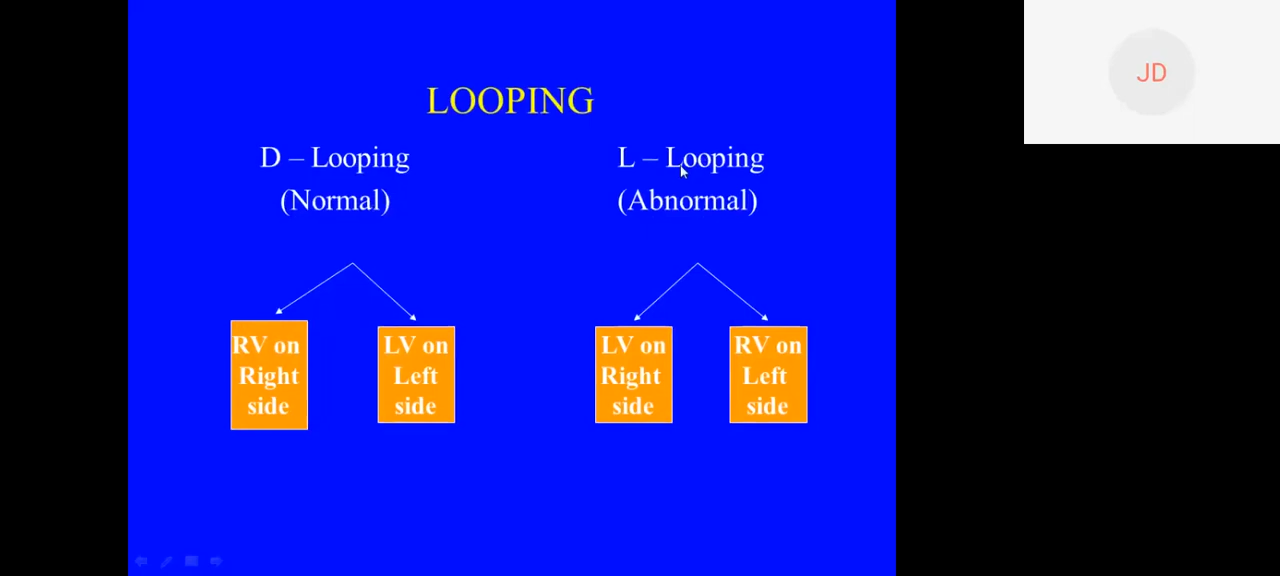 LOOPING
D – Looping
(Normal)
L – Looping
(Abnormal)
RV on
Right
side
LV on
Left
side
LV on
Right
side
RV on
Left
side
JD